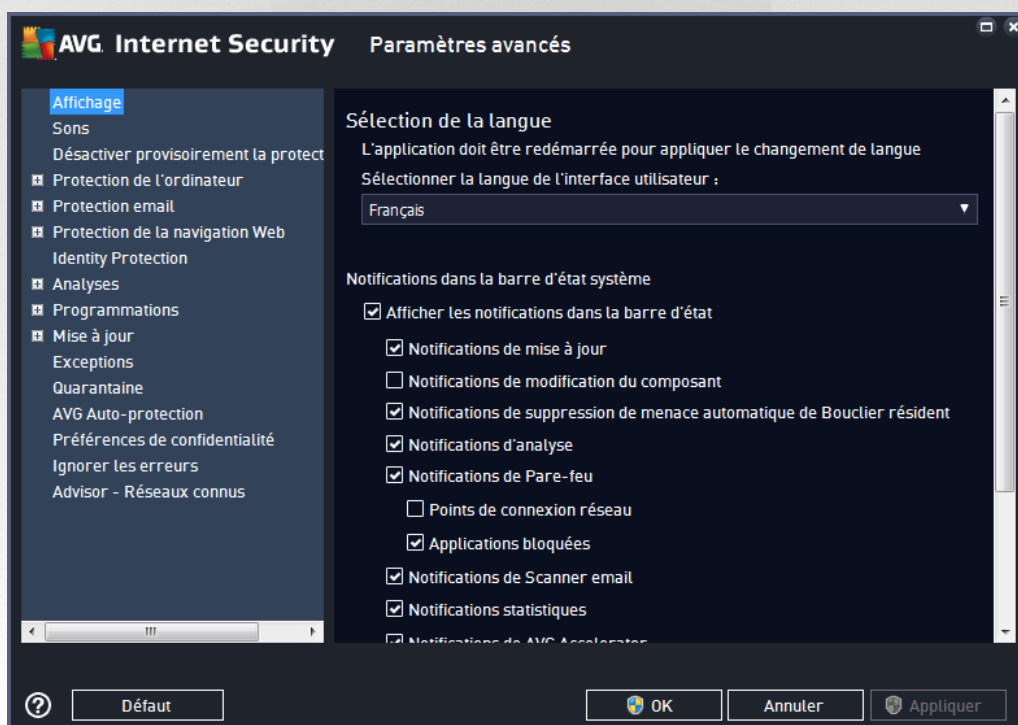 AVG. Internet Security Paramètres avancés
Affichage
Sons
Désactiver provisoirement la protect
Protection de l'ordinateur
Protection email
Protection de la navigation Web
Identity Protection
Analyses
Programmations
Mise à jour
Exceptions
Quarantaine
AVG Auto-protection
Préférences de confidentialité
Ignorer les erreurs
Advisor - Réseaux connus
Sélection de la langue
L'application doit être redémarrée pour appliquer le changement de langue
Sélectionner la langue de l'interface utilisateur :
Français
Notifications dans la barre d'état système
Afficher les notifications dans la barre d'état
Notifications de mise à jour
Notifications de modification du composant
Notifications de suppression de menace automatique de Bouclier résident
Notifications d'analyse
Notifications de Pare-feu
Points de connexion réseau
Applications bloquées
Notifications de Scanner email
Notifications statistiques
Notifications de AVG Accelerator
? Défaut OK Annuler Appliquer